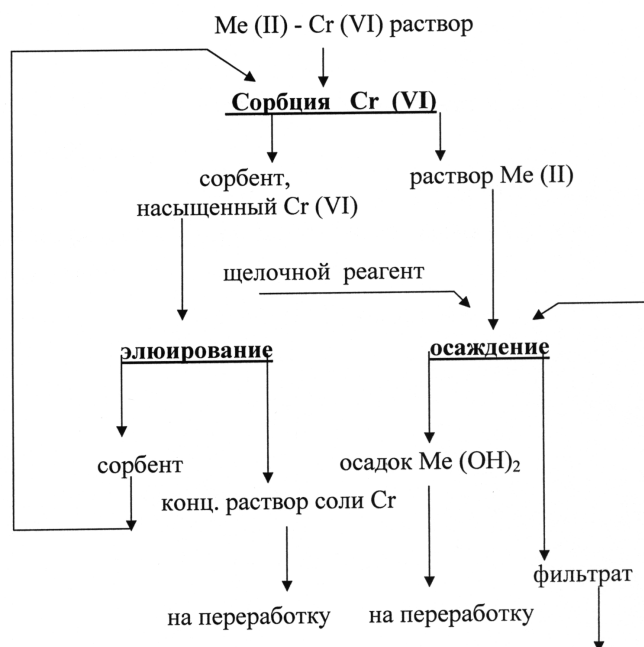 Me (II) - Cr (VI) раствор
Сорбция Cr (VI)
сорбент,
насыщенный Cr (VI)
раствор Me (II)
щелочной реагент
элюирование
осаждение
сорбент
осадок Me (OH)₂
конц. раствор соли Cr
фильтрат
на переработку
на переработку